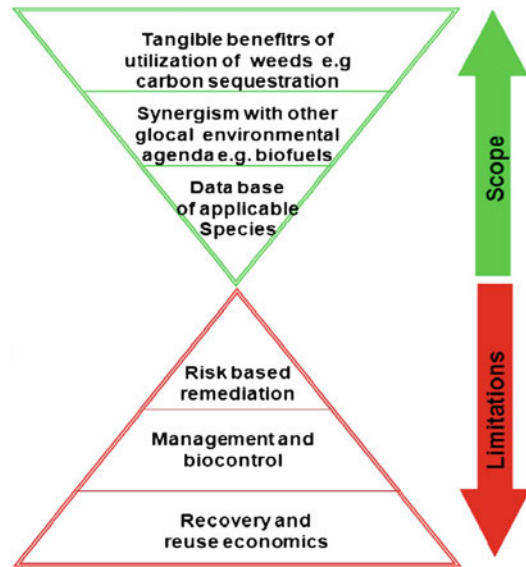 Tangible benefitrs of
utilization of weeds e.g
carbon sequestration
Synergism with other
glocal environmental
agenda e.g. biofuels
Data base
of applicable
Species
Scope
Risk based
remediation
Management and
biocontrol
Recovery and
reuse economics
Limitations